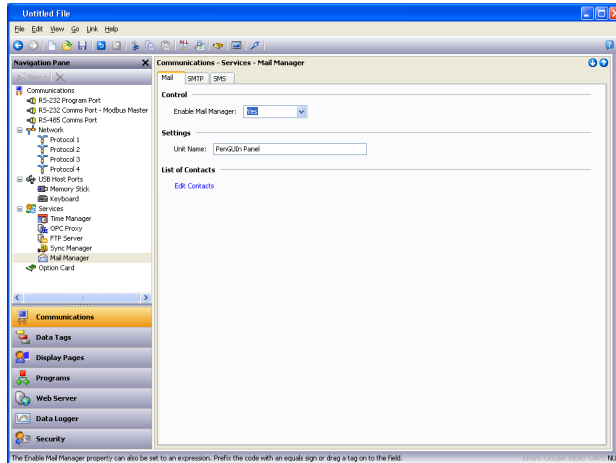 Untitled File
File Edit View Go Link Help
Navigation Pane X
Communications
RS-232 Program Port
RS-232 Comms Port - Modbus Master
RS-485 Comms Port
Network
Protocol 1
Protocol 2
Protocol 3
Protocol 4
USB Host Ports
Memory Stick
Keyboard
Services
Time Manager
OPC Proxy
FTP Server
Sync Manager
Mail Manager
Option Card
Communications
Data Tags
Display Pages
Programs
Web Server
Data Logger
Security
Communications - Services - Mail Manager
Mail SMTP SMS
Control
Enable Mail Manager: Yes
Settings
Unit Name: PenGUIn Panel
List of Contacts
Edit Contacts
The Enable Mail Manager property can also be set to an expression. Prefix the code with an equals sign or drag a tag on to the field.
Errors Circular READ CAPS NU